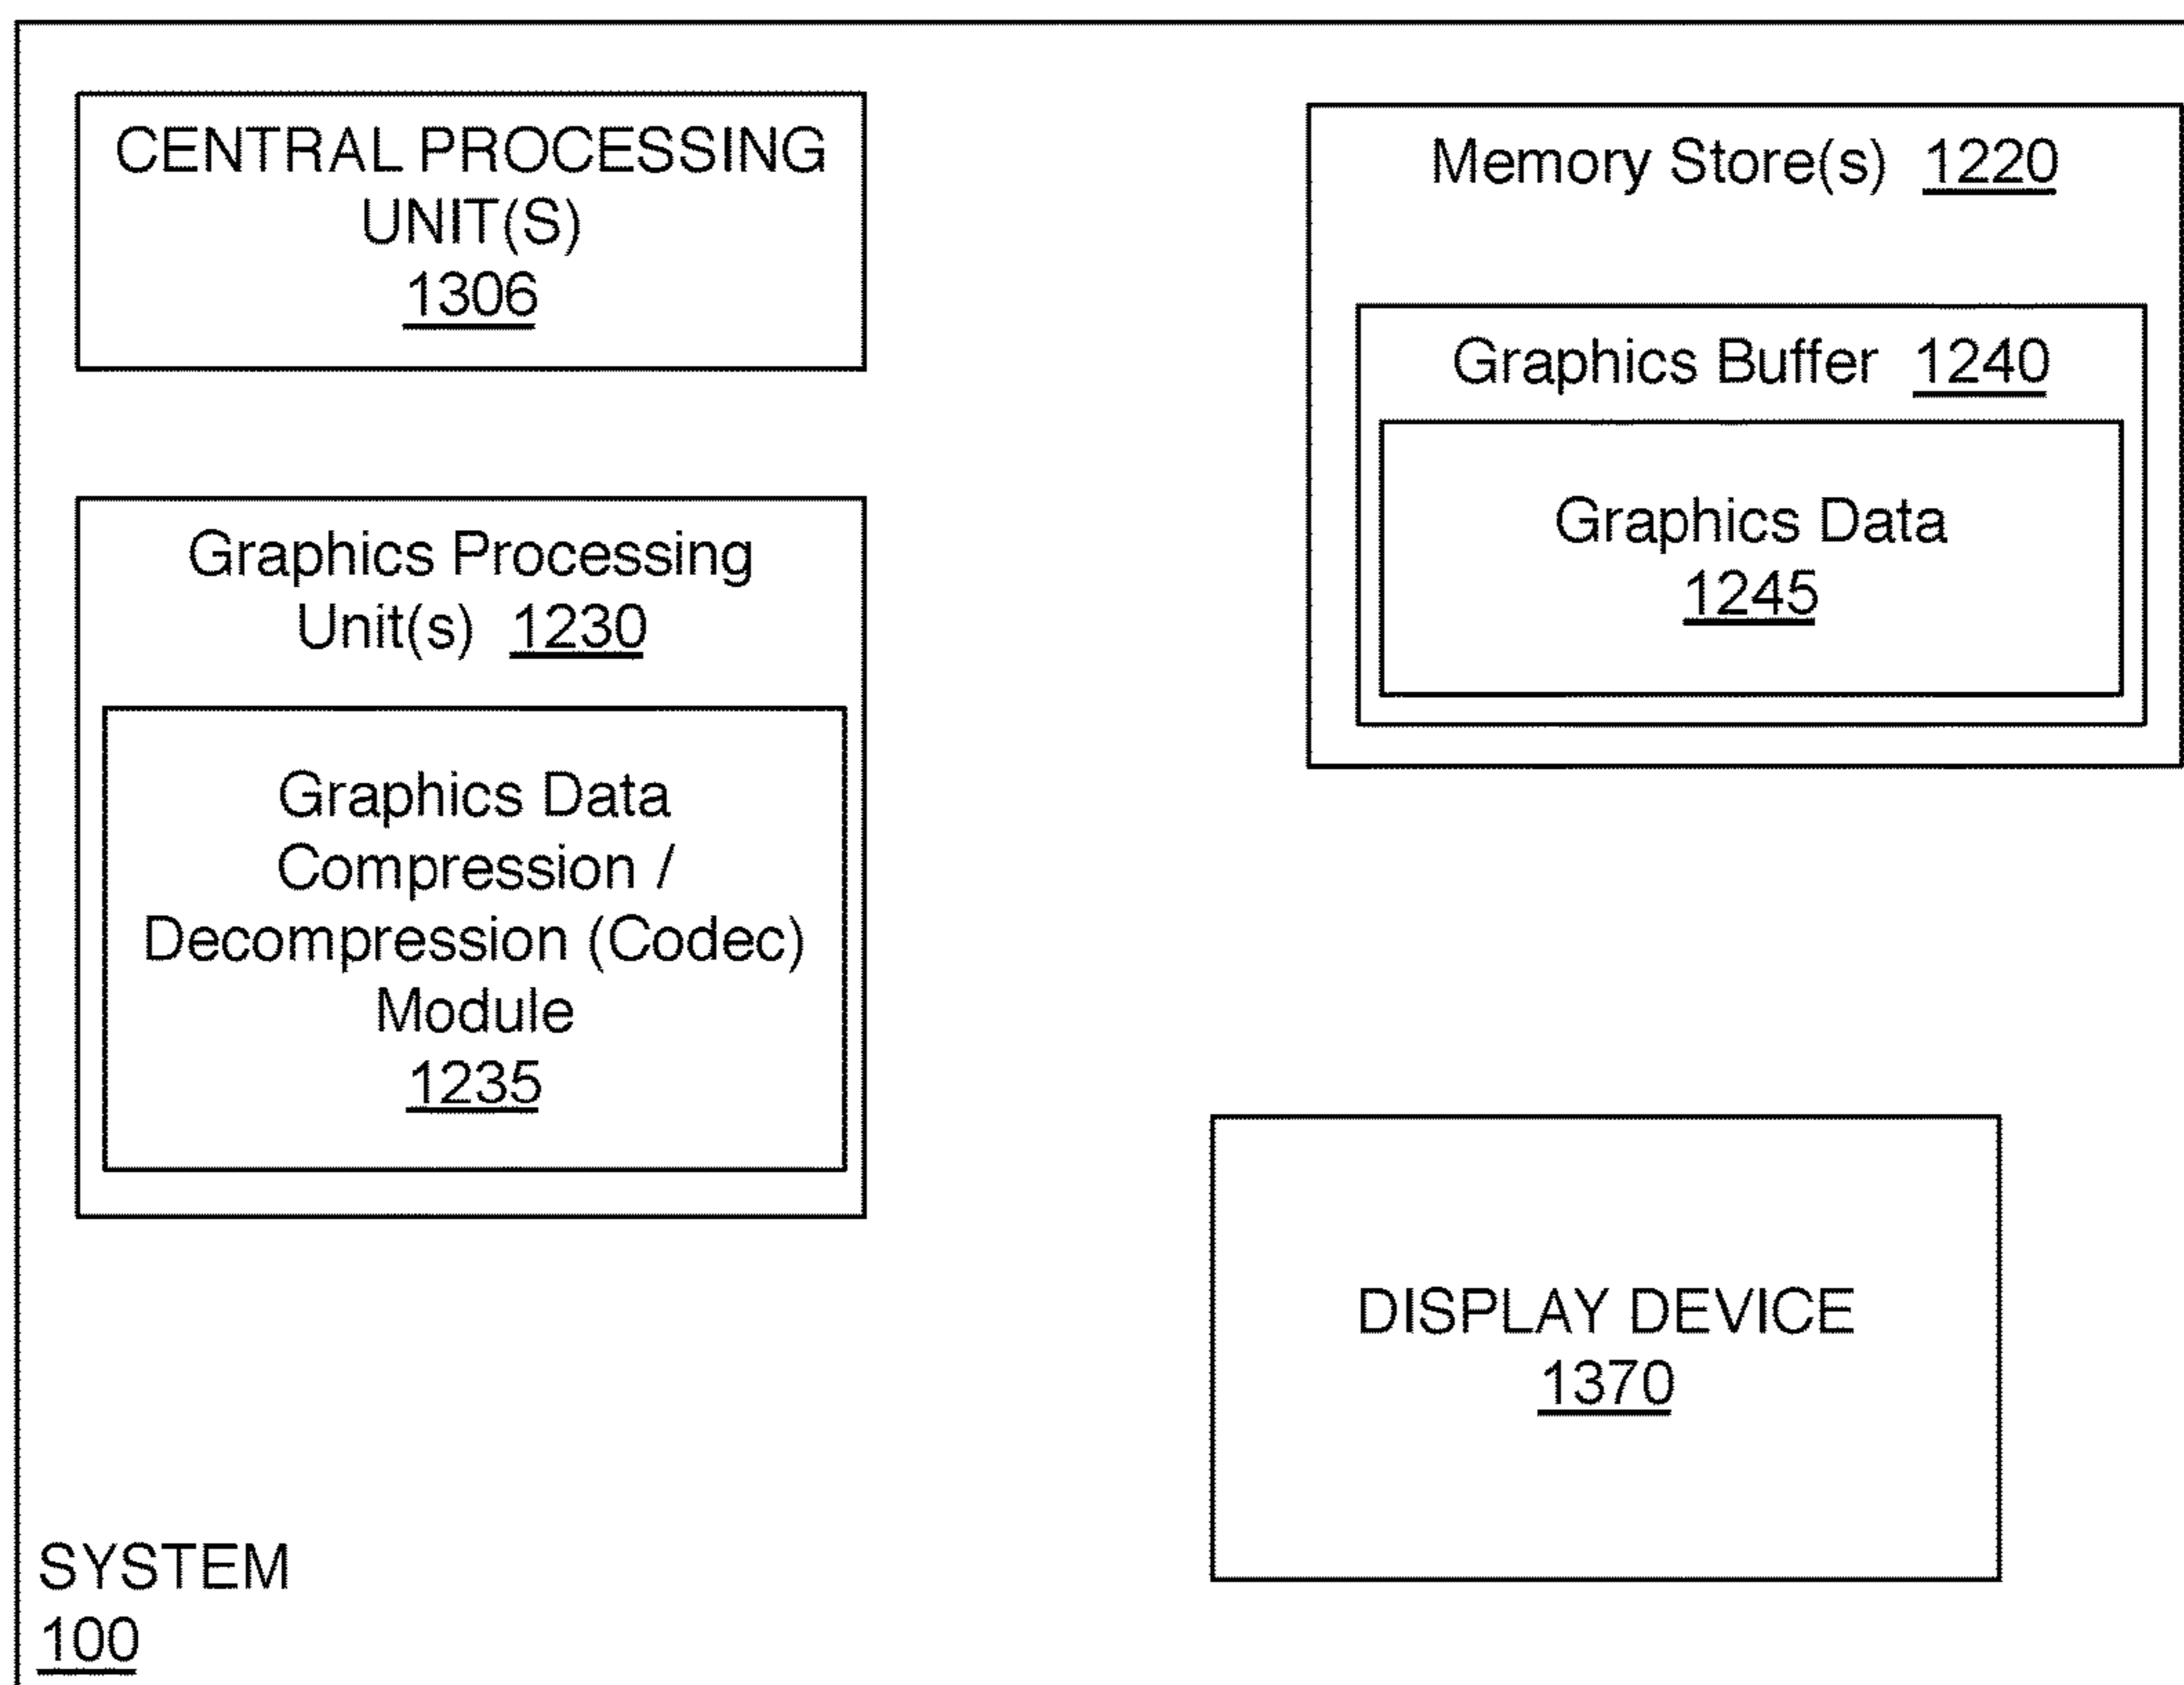 CENTRAL PROCESSING
UNIT(S)
1306
Graphics Processing
Unit(s) 1230
Graphics Data
Compression /
Decompression (Codec)
Module
1235
Memory Store(s) 1220
Graphics Buffer 1240
Graphics Data
1245
DISPLAY DEVICE
1370
SYSTEM
100